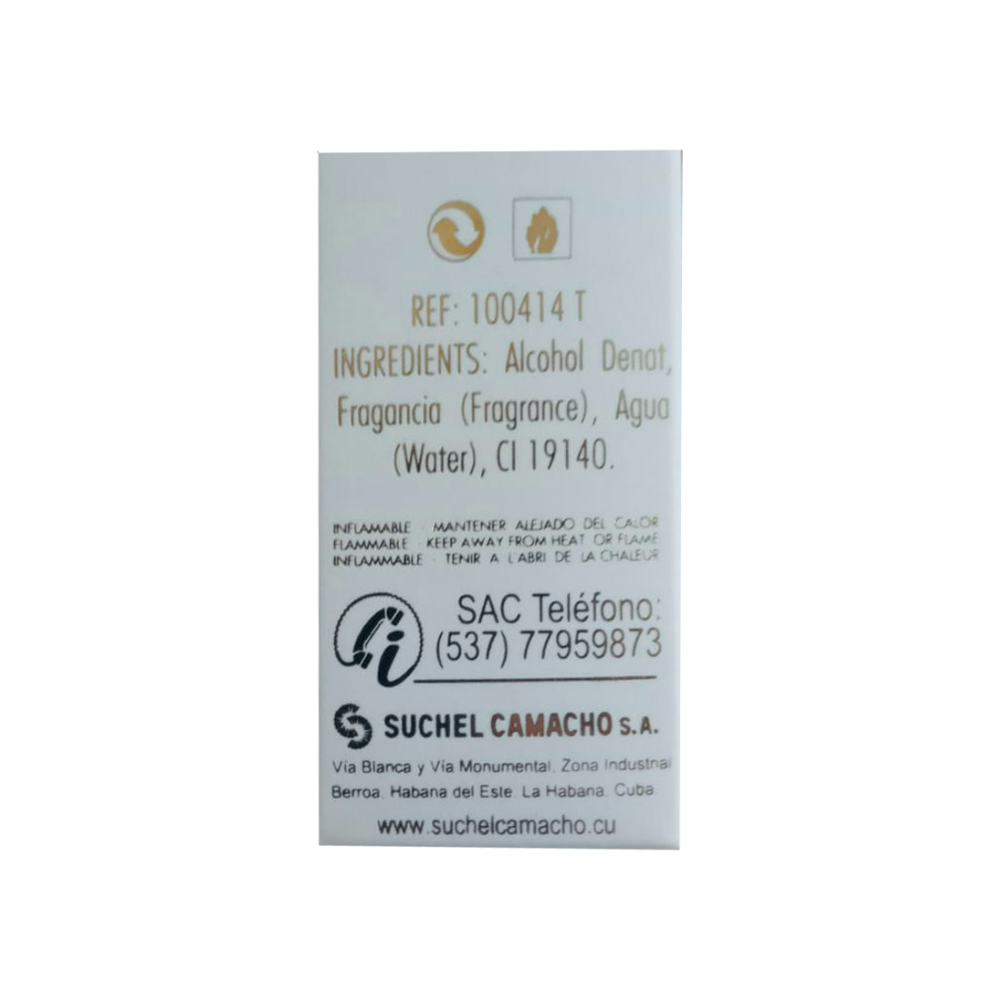 REF: 100414 T
INGREDIENTS: Alcohol Denat,
Fragancia (Fragrance), Agua
(Water), CI 19140.
INFLAMABLE · MANTENER ALEJADO DEL CALOR
FLAMMABLE · KEEP AWAY FROM HEAT OR FLAME
INFLAMMABLE · TENIR A L'ABRI DE LA CHALEUR
SAC Teléfono:
(537) 77959873
SUCHEL CAMACHO S.A.
Vía Blanca y Vía Monumental, Zona Industrial
Berroa, Habana del Este, La Habana, Cuba
www.suchelcamacho.cu